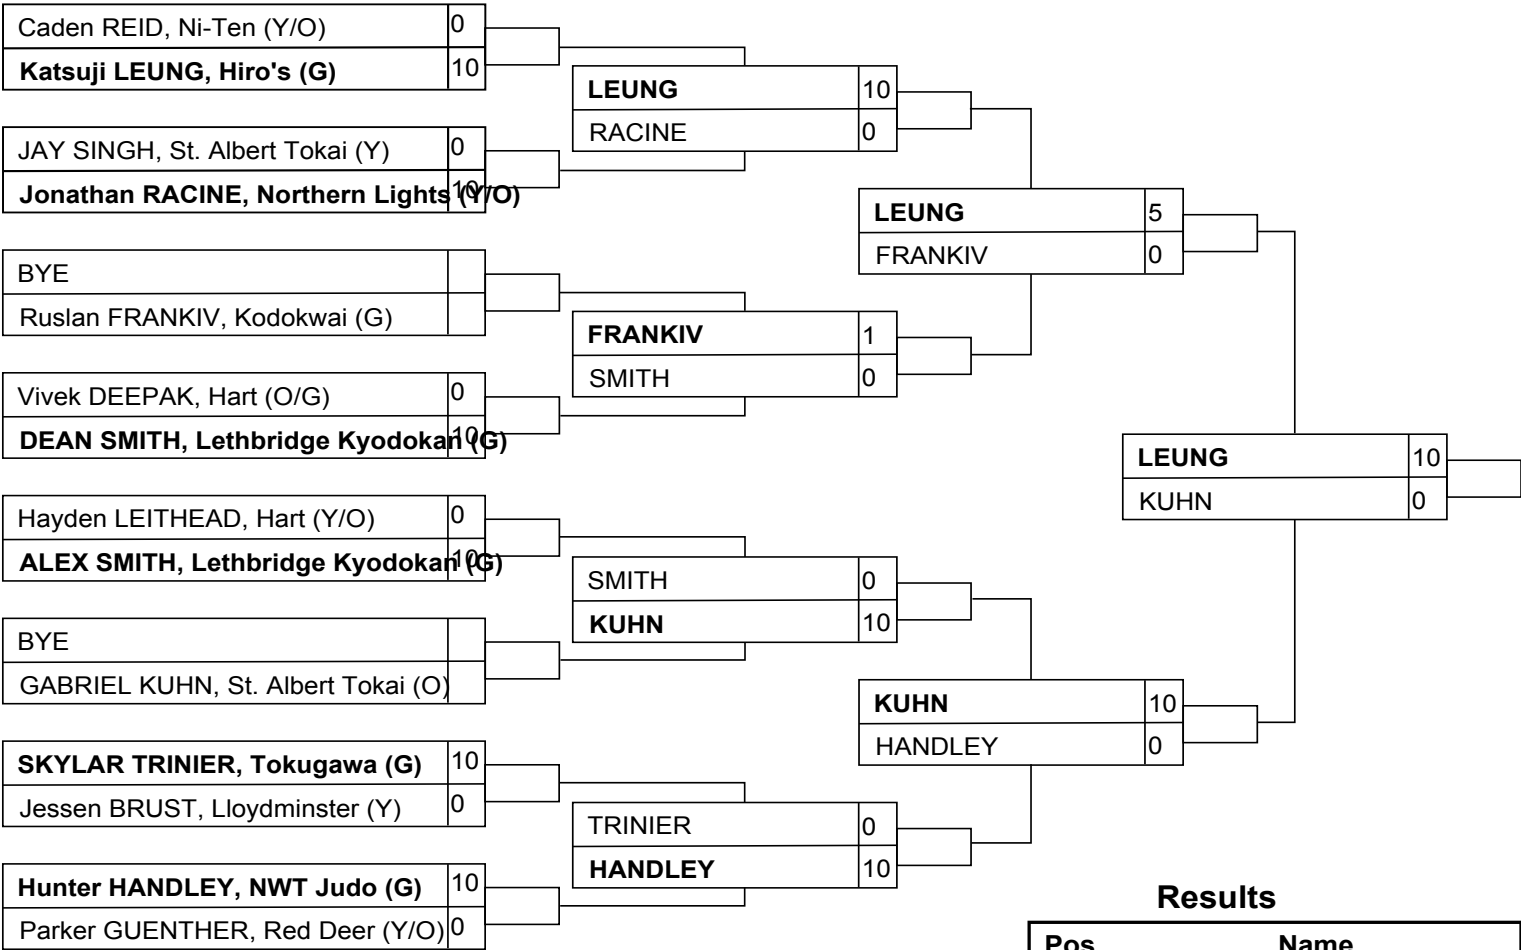 Caden REID, Ni-Ten (Y/O) 0
Katsuji LEUNG, Hiro's (G) 10
JAY SINGH, St. Albert Tokai (Y) 0
Jonathan RACINE, Northern Lights (Y/O) 10
BYE
Ruslan FRANKIV, Kodokwai (G)
Vivek DEEPAK, Hart (O/G) 0
DEAN SMITH, Lethbridge Kyodokan (G) 10
Hayden LEITHEAD, Hart (Y/O) 0
ALEX SMITH, Lethbridge Kyodokan (G) 10
BYE
GABRIEL KUHN, St. Albert Tokai (O)
SKYLAR TRINIER, Tokugawa (G) 10
Jessen BRUST, Lloydminster (Y) 0
Hunter HANDLEY, NWT Judo (G) 10
Parker GUENTHER, Red Deer (Y/O) 0
LEUNG 10
RACINE 0
FRANKIV 1
SMITH 0
SMITH 0
KUHN 10
TRINIER 0
HANDLEY 10
LEUNG 5
FRANKIV 0
KUHN 10
HANDLEY 0
LEUNG 10
KUHN 0
Results
Pos Name